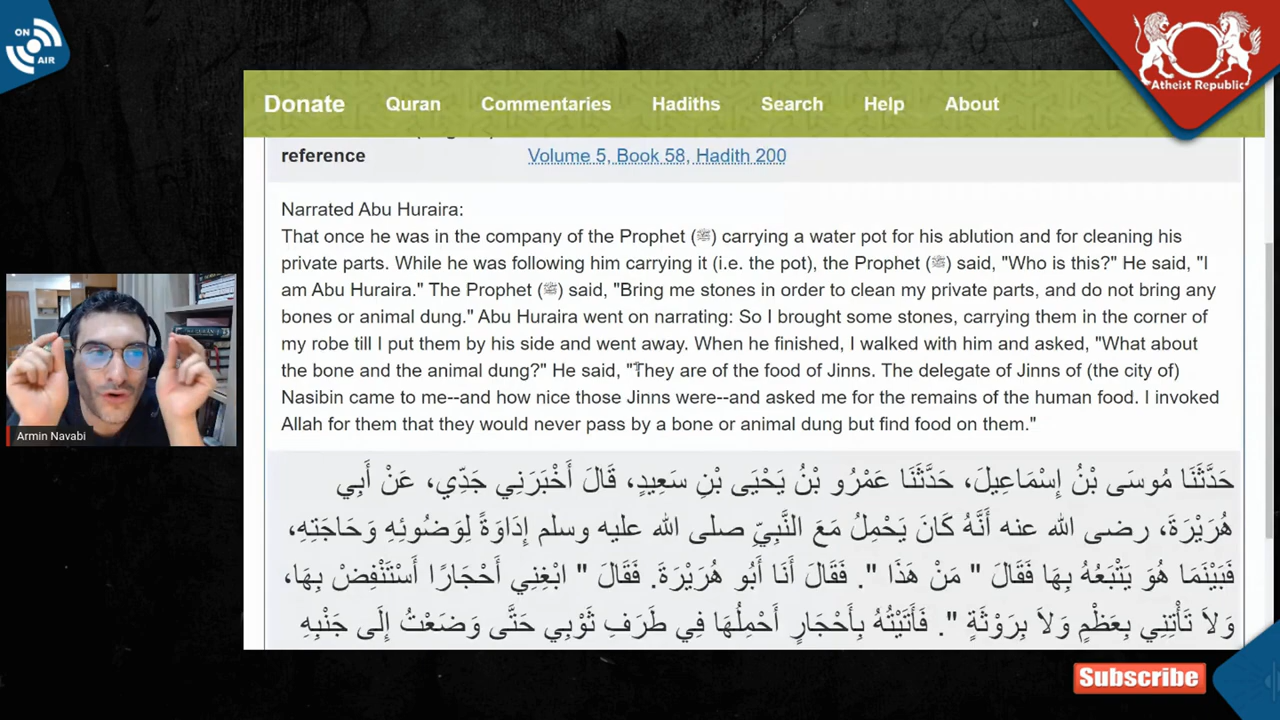 ON
AIR
Atheist Republic
Donate Quran Commentaries Hadiths Search Help About
reference Volume 5, Book 58, Hadith 200
Narrated Abu Huraira:
That once he was in the company of the Prophet (ﷺ) carrying a water pot for his ablution and for cleaning his
private parts. While he was following him carrying it (i.e. the pot), the Prophet (ﷺ) said, "Who is this?" He said, "I
am Abu Huraira." The Prophet (ﷺ) said, "Bring me stones in order to clean my private parts, and do not bring any
bones or animal dung." Abu Huraira went on narrating: So I brought some stones, carrying them in the corner of
my robe till I put them by his side and went away. When he finished, I walked with him and asked, "What about
the bone and the animal dung?" He said, "They are of the food of Jinns. The delegate of Jinns of (the city of)
Nasibin came to me--and how nice those Jinns were--and asked me for the remains of the human food. I invoked
Allah for them that they would never pass by a bone or animal dung but find food on them."
حَدَّثَنَا مُوسَى بْنُ إِسْمَاعِيلَ، حَدَّثَنَا عَمْرُو بْنُ يَحْيَى بْنِ سَعِيدٍ، قَالَ أَخْبَرَنِي جَدِّي، عَنْ أَبِي
هُرَيْرَةَ، رضى الله عنه أَنَّهُ كَانَ يَحْمِلُ مَعَ النَّبِيِّ صلى الله عليه وسلم إِدَاوَةً لِوَضُوئِهِ وَحَاجَتِهِ،
فَبَيْنَمَا هُوَ يَتْبَعُهُ بِهَا فَقَالَ " مَنْ هَذَا ". فَقَالَ أَنَا أَبُو هُرَيْرَةَ. فَقَالَ " ابْغِنِي أَحْجَارًا أَسْتَنْفِضْ بِهَا،
وَلاَ تَأْتِنِي بِعَظْمٍ وَلاَ بِرَوْثَةٍ ". فَأَتَيْتُهُ بِأَحْجَارٍ أَحْمِلُهَا فِي طَرَفِ ثَوْبِي حَتَّى وَضَعْتُ إِلَى جَنْبِهِ
Armin Navabi
Subscribe